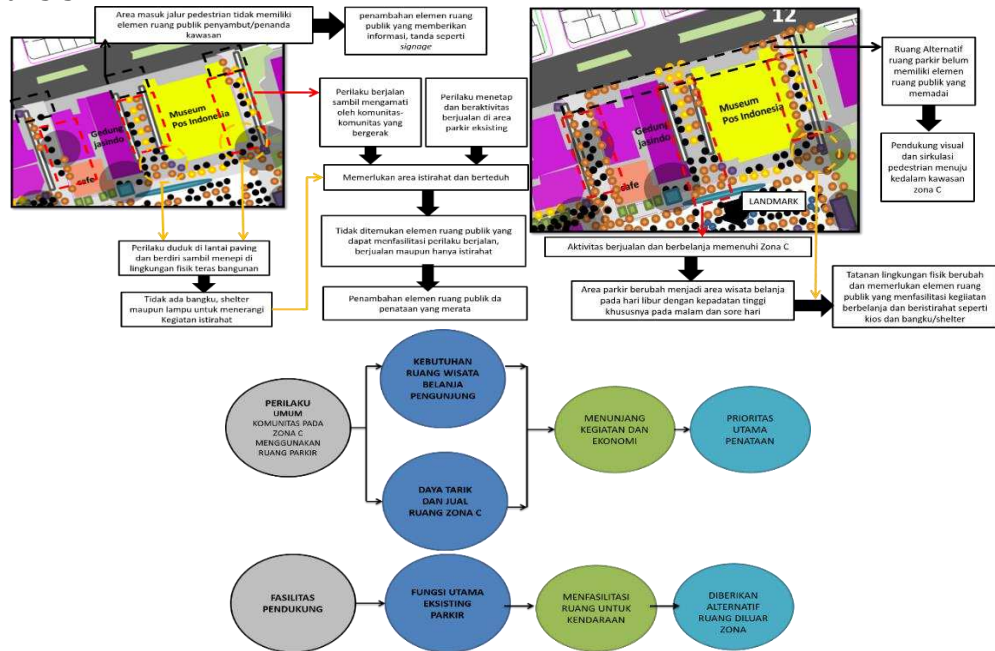 Area masuk jalur pedestrian tidak memiliki
elemen ruang publik penyambut/penanda
kawasan
penambahan elemen ruang
publik yang memberikan
informasi, tanda seperti
signage
Museum
Pos Indonesia
Gedung
jasindo
cafe
Perilaku berjalan
sambil mengamati
oleh komunitas-
komuitas yang
bergerak
Perilaku menetap
dan beraktivitas
berjualan di area
parkir eksisting
Memerlukan area istirahat dan berteduh
Tidak ditemukan elemen ruang publik yang
dapat menfasilitasi perilaku berjalan,
berjualan maupun hanya istirahat
Penambahan elemen ruang publik da
penataan yang merata
Perilaku duduk di lantai paving
dan berdiri sambil menepi di
lingkungan fisik teras bangunan
Tidak ada bangku, shelter
maupun lampu untuk menerangi
Kegiatan istirahat
12
Museum
Pos Indonesia
Gedung
jasindo
cafe
LANDMARK
Ruang Alternatif
ruang parkir belum
memiliki elemen
ruang publik yang
memadai
Pendukung visual
dan sirkulasi
pedestrian menuju
kedalam kawasan
zona C
Aktivitas berjualan dan berbelanja memenuhi Zona C
Area parkir berubah menjadi area wisata belanja
pada hari libur dengan kepadatan tinggi
khususnya pada malam dan sore hari
Tatanan lingkungan fisik berubah
dan memerlukan elemen ruang
publik yang menfasilitasi kegiatan
berbelanja dan beristirahat seperti
kios dan bangku/shelter
PERILAKU
UMUM
KOMUNITAS PADA
ZONA C
MENGGUNAKAN
RUANG PARKIR
KEBUTUHAN
RUANG WISATA
BELANJA
PENGUNJUNG
DAYA TARIK
DAN JUAL
RUANG ZONA C
MENUNJANG
KEGIATAN DAN
EKONOMI
PRIORITAS
UTAMA
PENATAAN
FASILITAS
PENDUKUNG
FUNGSI UTAMA
EKSISTING
PARKIR
MENFASILITASI
RUANG UNTUK
KENDARAAN
DIBERIKAN
ALTERNATIF
RUANG DILUAR
ZONA